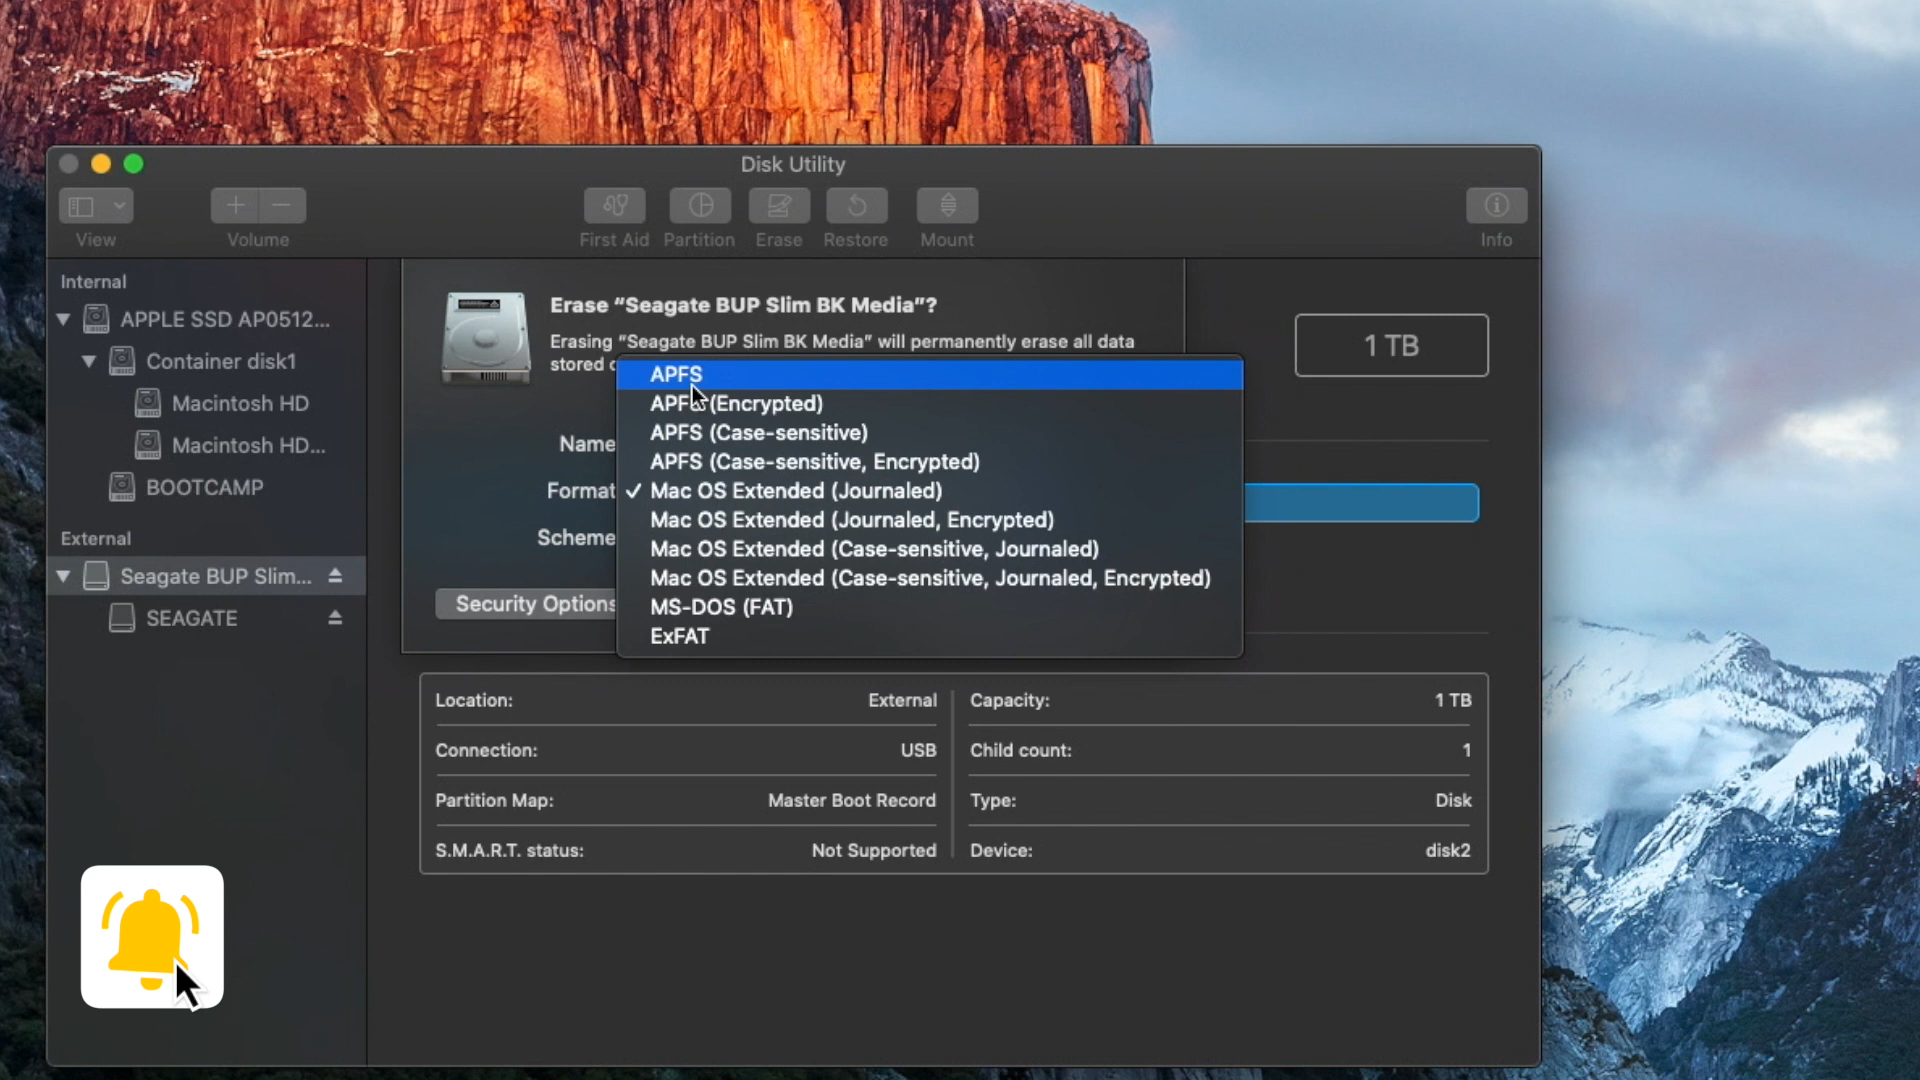 Disk Utility
View
Volume
First Aid
Partition
Erase
Restore
Mount
Info
Internal
APPLE SSD AP0512...
Container disk1
Macintosh HD
Macintosh HD...
BOOTCAMP
External
Seagate BUP Slim...
SEAGATE
Erase “Seagate BUP Slim BK Media”?
Erasing “Seagate BUP Slim BK Media” will permanently erase all data
stored
1 TB
Name
Format
Scheme
Security Options
APFS
APFS (Encrypted)
APFS (Case-sensitive)
APFS (Case-sensitive, Encrypted)
✓ Mac OS Extended (Journaled)
Mac OS Extended (Journaled, Encrypted)
Mac OS Extended (Case-sensitive, Journaled)
Mac OS Extended (Case-sensitive, Journaled, Encrypted)
MS-DOS (FAT)
ExFAT
Location: External
Capacity: 1 TB
Connection: USB
Child count: 1
Partition Map: Master Boot Record
Type: Disk
S.M.A.R.T. status: Not Supported
Device: disk2